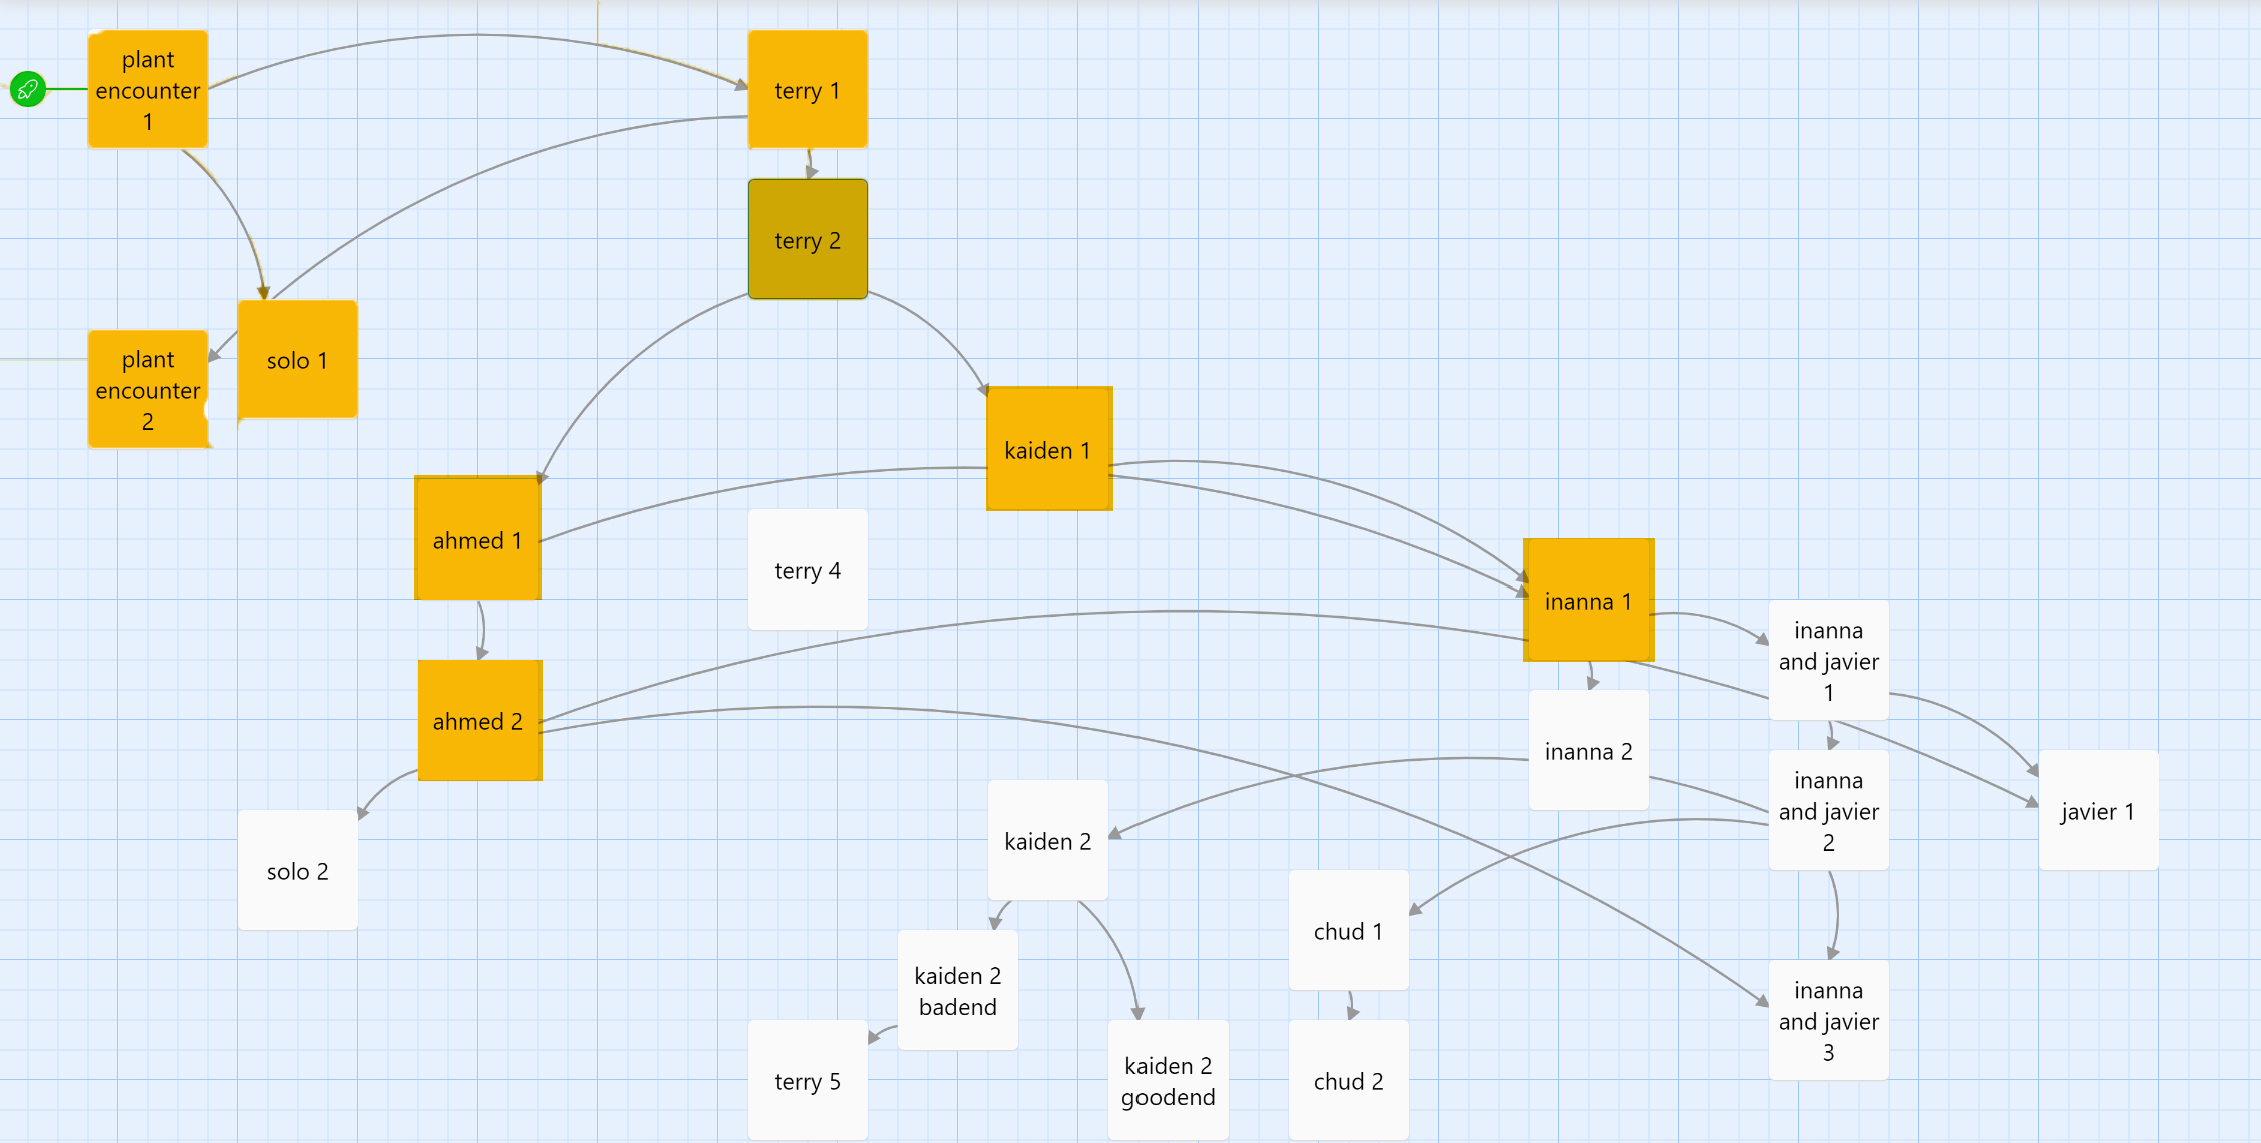 plant
encounter
1
terry 1
terry 2
plant
encounter
2
solo 1
kaiden 1
ahmed 1
terry 4
inanna 1
inanna
and javier
1
ahmed 2
inanna 2
inanna
and javier
2
javier 1
kaiden 2
solo 2
chud 1
kaiden 2
badend
inanna
and javier
3
terry 5
kaiden 2
goodend
chud 2